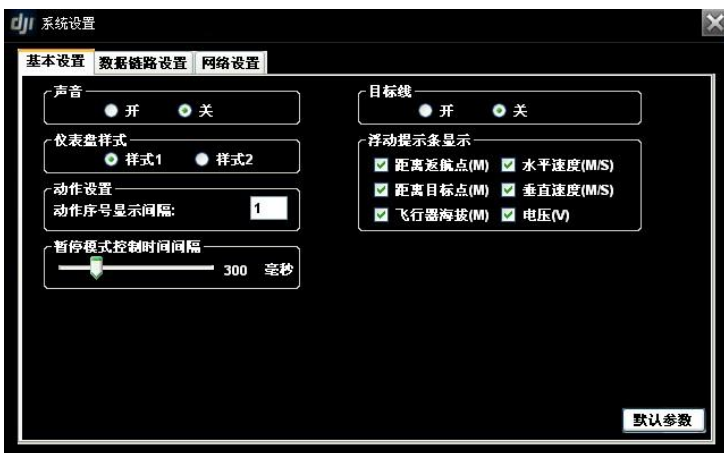 dji 系统设置
基本设置 数据链路设置 网络设置
声音
开 关
仪表盘样式
样式1 样式2
动作设置
动作序号显示间隔: 1
暂停模式控制时间间隔
300 毫秒
目标线
开 关
浮动提示条显示
距离返航点(M) 水平速度(M/S)
距离目标点(M) 垂直速度(M/S)
飞行器海拔(M) 电压(V)
默认参数